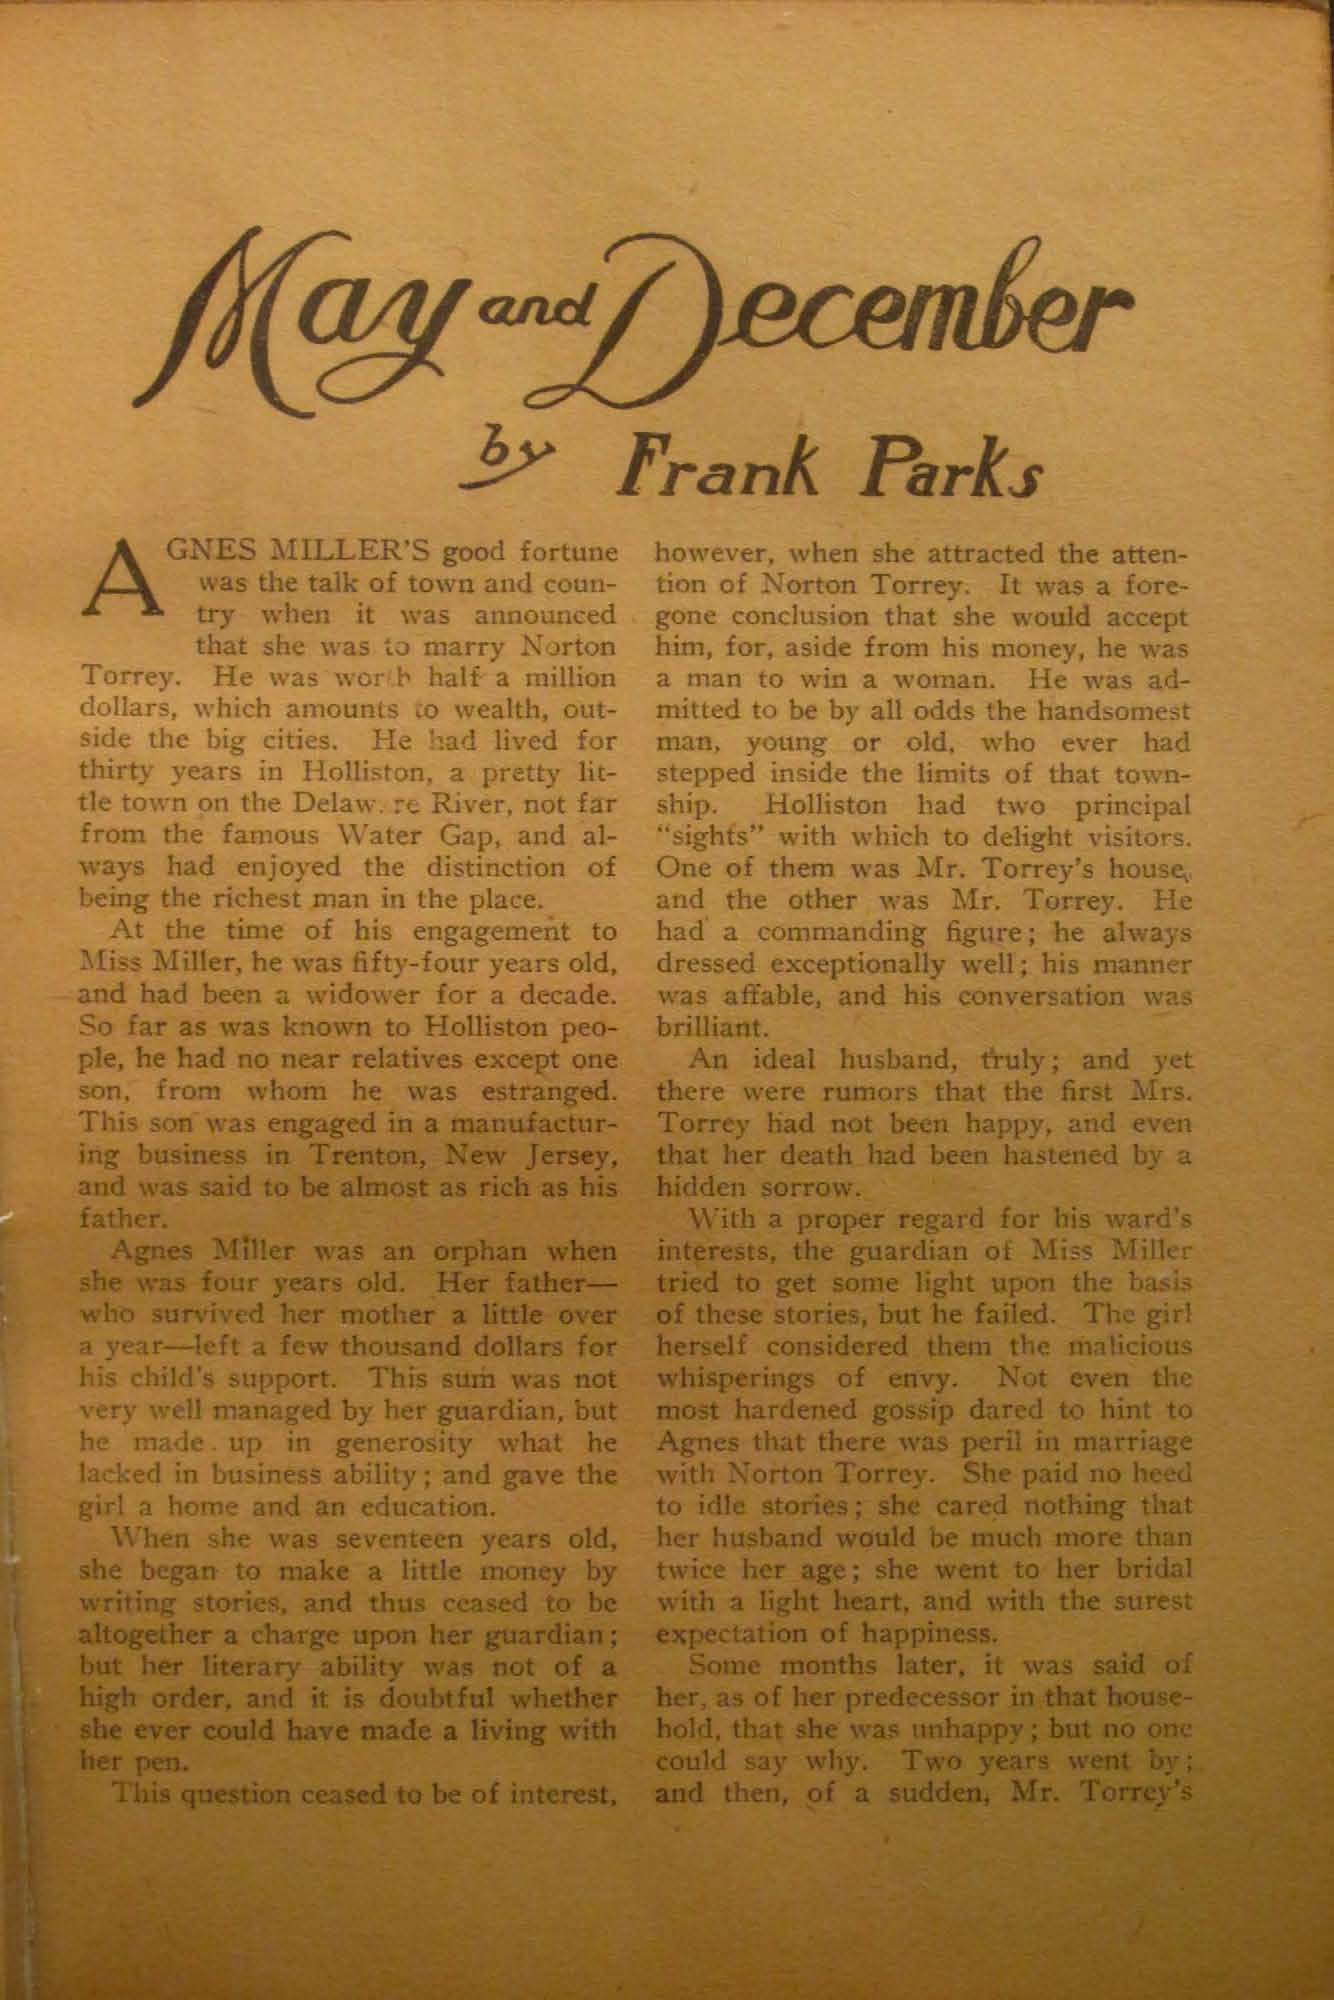 May and December
by Frank Parks
AGNES MILLER'S good fortune
was the talk of town and coun-
try when it was announced
that she was to marry Norton
Torrey. He was worth half a million
dollars, which amounts to wealth, out-
side the big cities. He had lived for
thirty years in Holliston, a pretty lit-
tle town on the Delaw re River, not far
from the famous Water Gap, and al-
ways had enjoyed the distinction of
being the richest man in the place.
At the time of his engagement to
Miss Miller, he was fifty-four years old,
and had been a widower for a decade.
So far as was known to Holliston peo-
ple, he had no near relatives except one
son, from whom he was estranged.
This son was engaged in a manufactur-
ing business in Trenton, New Jersey,
and was said to be almost as rich as his
father.
Agnes Miller was an orphan when
she was four years old. Her father—
who survived her mother a little over
a year—left a few thousand dollars for
his child's support. This sum was not
very well managed by her guardian, but
he made up in generosity what he
lacked in business ability; and gave the
girl a home and an education.
When she was seventeen years old,
she began to make a little money by
writing stories, and thus ceased to be
altogether a charge upon her guardian;
but her literary ability was not of a
high order, and it is doubtful whether
she ever could have made a living with
her pen.
This question ceased to be of interest,
however, when she attracted the atten-
tion of Norton Torrey. It was a fore-
gone conclusion that she would accept
him, for, aside from his money, he was
a man to win a woman. He was ad-
mitted to be by all odds the handsomest
man, young or old, who ever had
stepped inside the limits of that town-
ship. Holliston had two principal
"sights" with which to delight visitors.
One of them was Mr. Torrey's house,
and the other was Mr. Torrey. He
had a commanding figure; he always
dressed exceptionally well; his manner
was affable, and his conversation was
brilliant.
An ideal husband, truly; and yet
there were rumors that the first Mrs.
Torrey had not been happy, and even
that her death had been hastened by a
hidden sorrow.
With a proper regard for his ward's
interests, the guardian of Miss Miller
tried to get some light upon the basis
of these stories, but he failed. The girl
herself considered them the malicious
whisperings of envy. Not even the
most hardened gossip dared to hint to
Agnes that there was peril in marriage
with Norton Torrey. She paid no heed
to idle stories; she cared nothing that
her husband would be much more than
twice her age; she went to her bridal
with a light heart, and with the surest
expectation of happiness.
Some months later, it was said of
her, as of her predecessor in that house-
hold, that she was unhappy; but no one
could say why. Two years went by;
and then, of a sudden, Mr. Torrey's